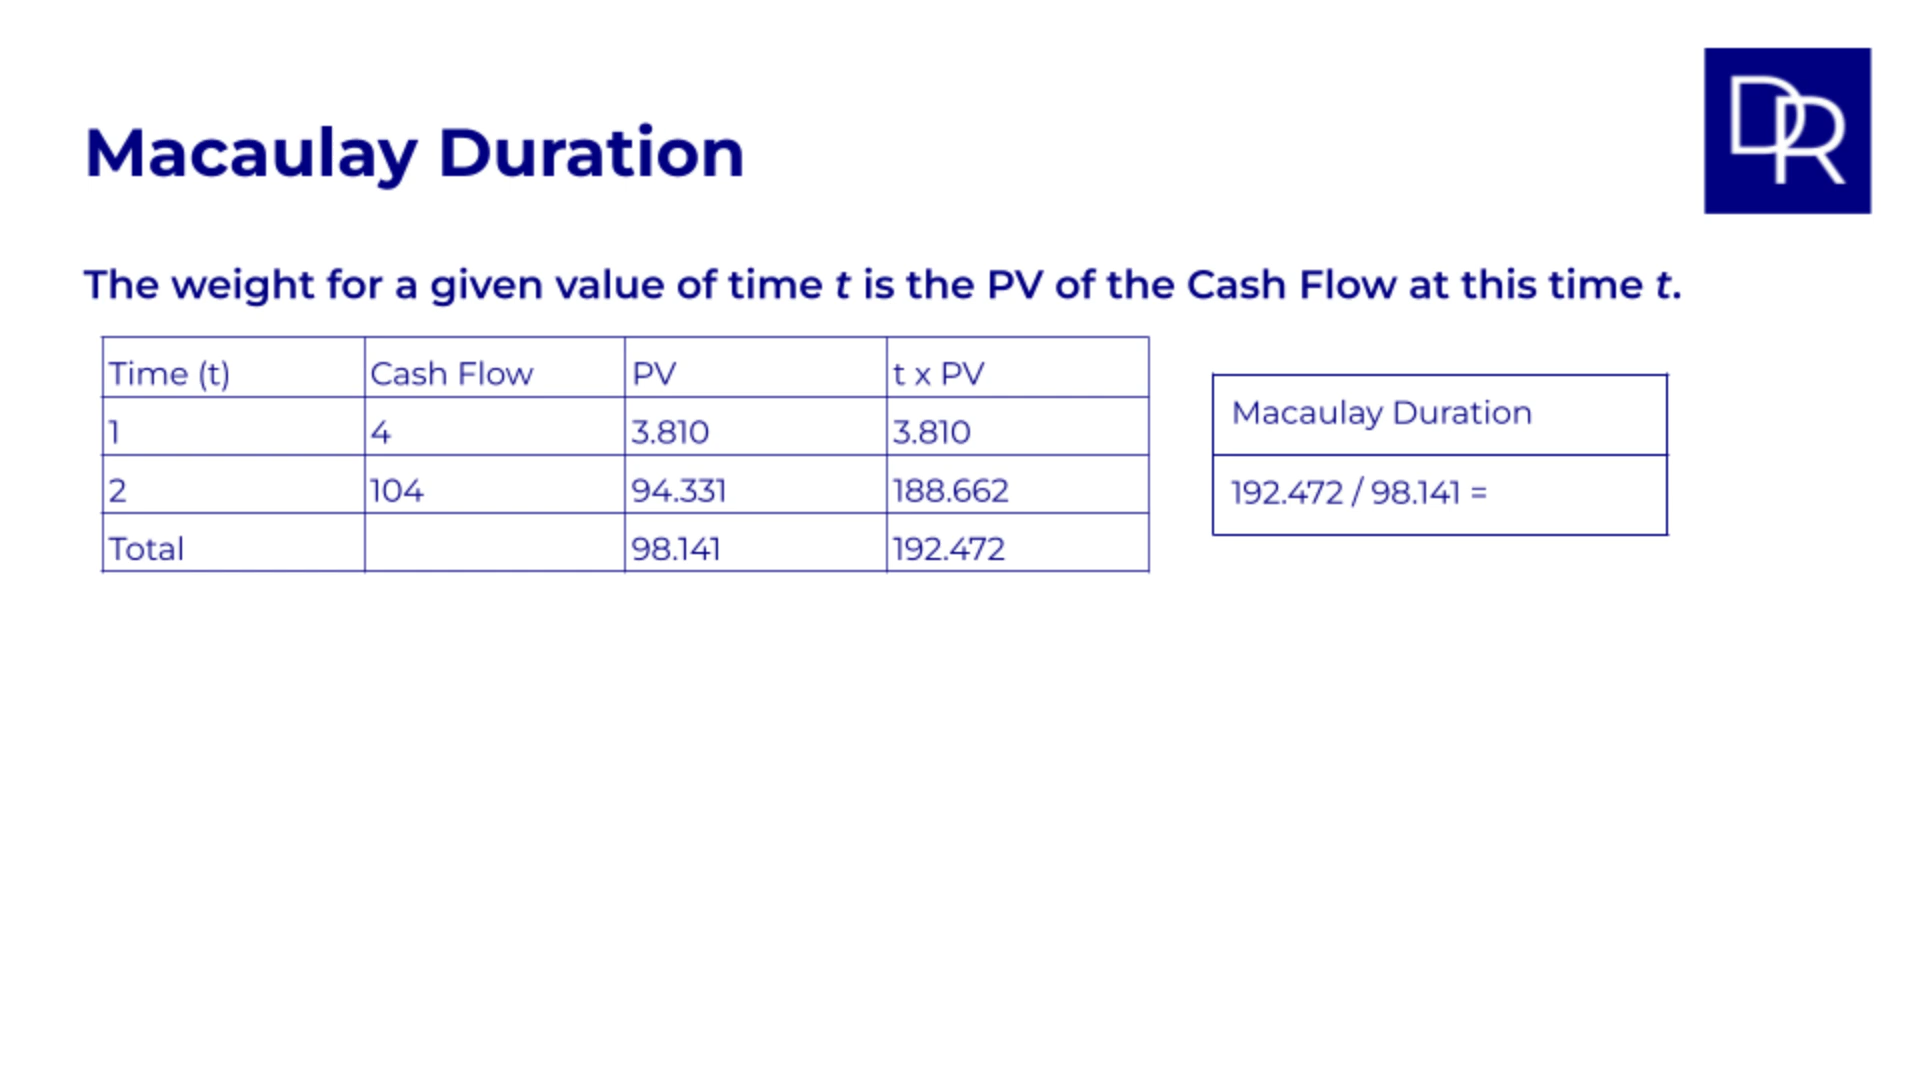 DR
Macaulay Duration
The weight for a given value of time t is the PV of the Cash Flow at this time t.
Time (t) Cash Flow PV t x PV
1 4 3.810 3.810
2 104 94.331 188.662
Total 98.141 192.472
Macaulay Duration
192.472 / 98.141 =